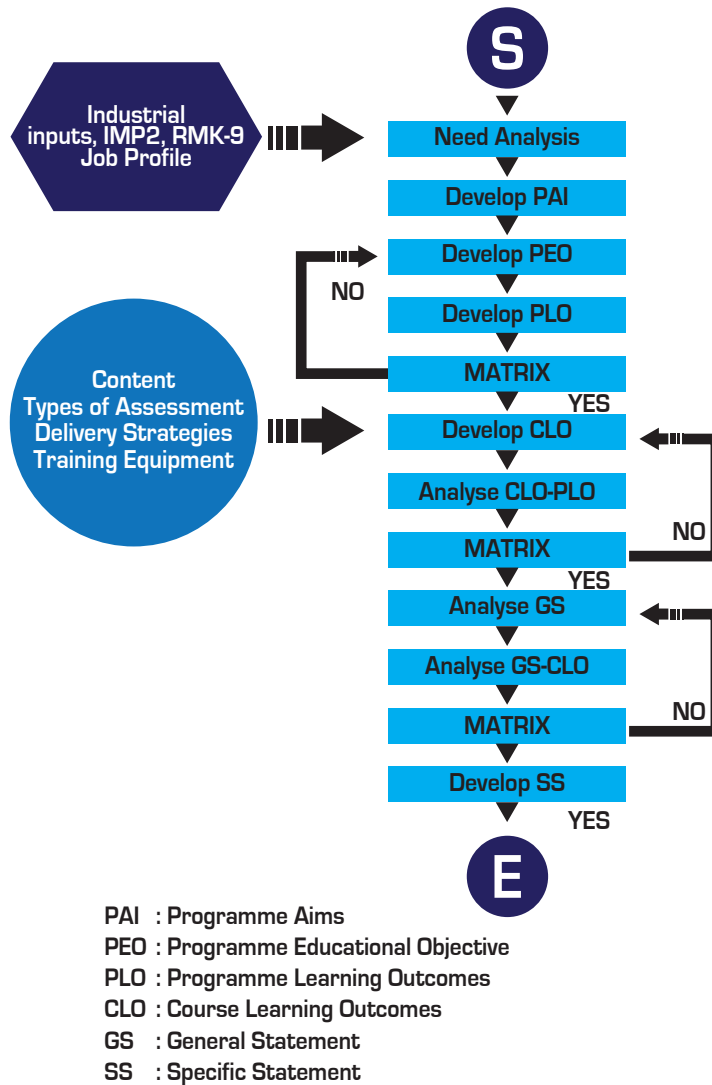 S
Industrial
inputs, IMP2, RMK-9
Job Profile
Need Analysis
Develop PAI
Develop PEO
NO
Develop PLO
MATRIX
YES
Content
Types of Assessment
Delivery Strategies
Training Equipment
Develop CLO
Analyse CLO-PLO
NO
MATRIX
YES
Analyse GS
Analyse GS-CLO
NO
MATRIX
Develop SS
YES
E
PAI : Programme Aims
PEO : Programme Educational Objective
PLO : Programme Learning Outcomes
CLO : Course Learning Outcomes
GS : General Statement
SS : Specific Statement